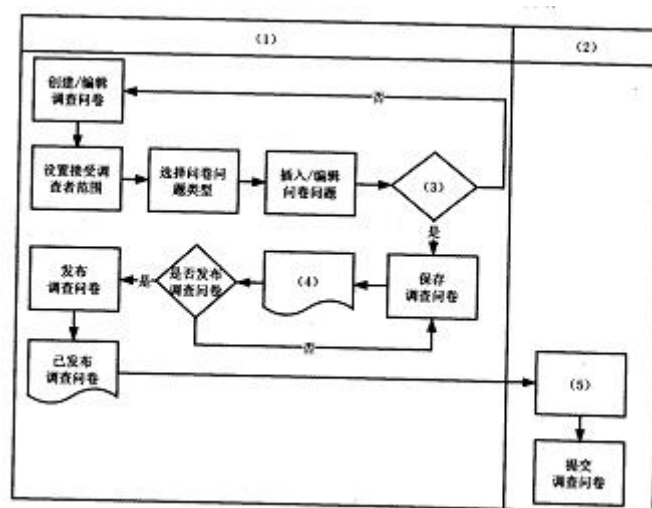 (1)
(2)
创建/编辑
调查问卷
否
设置接受调
查者范围
选择问卷问
题类型
插入/编辑
问卷问题
(3)
是
发布
调查问卷
是
是否发布
调查问卷
(4)
保存
调查问卷
否
已发布
调查问卷
(5)
提交
调查问卷